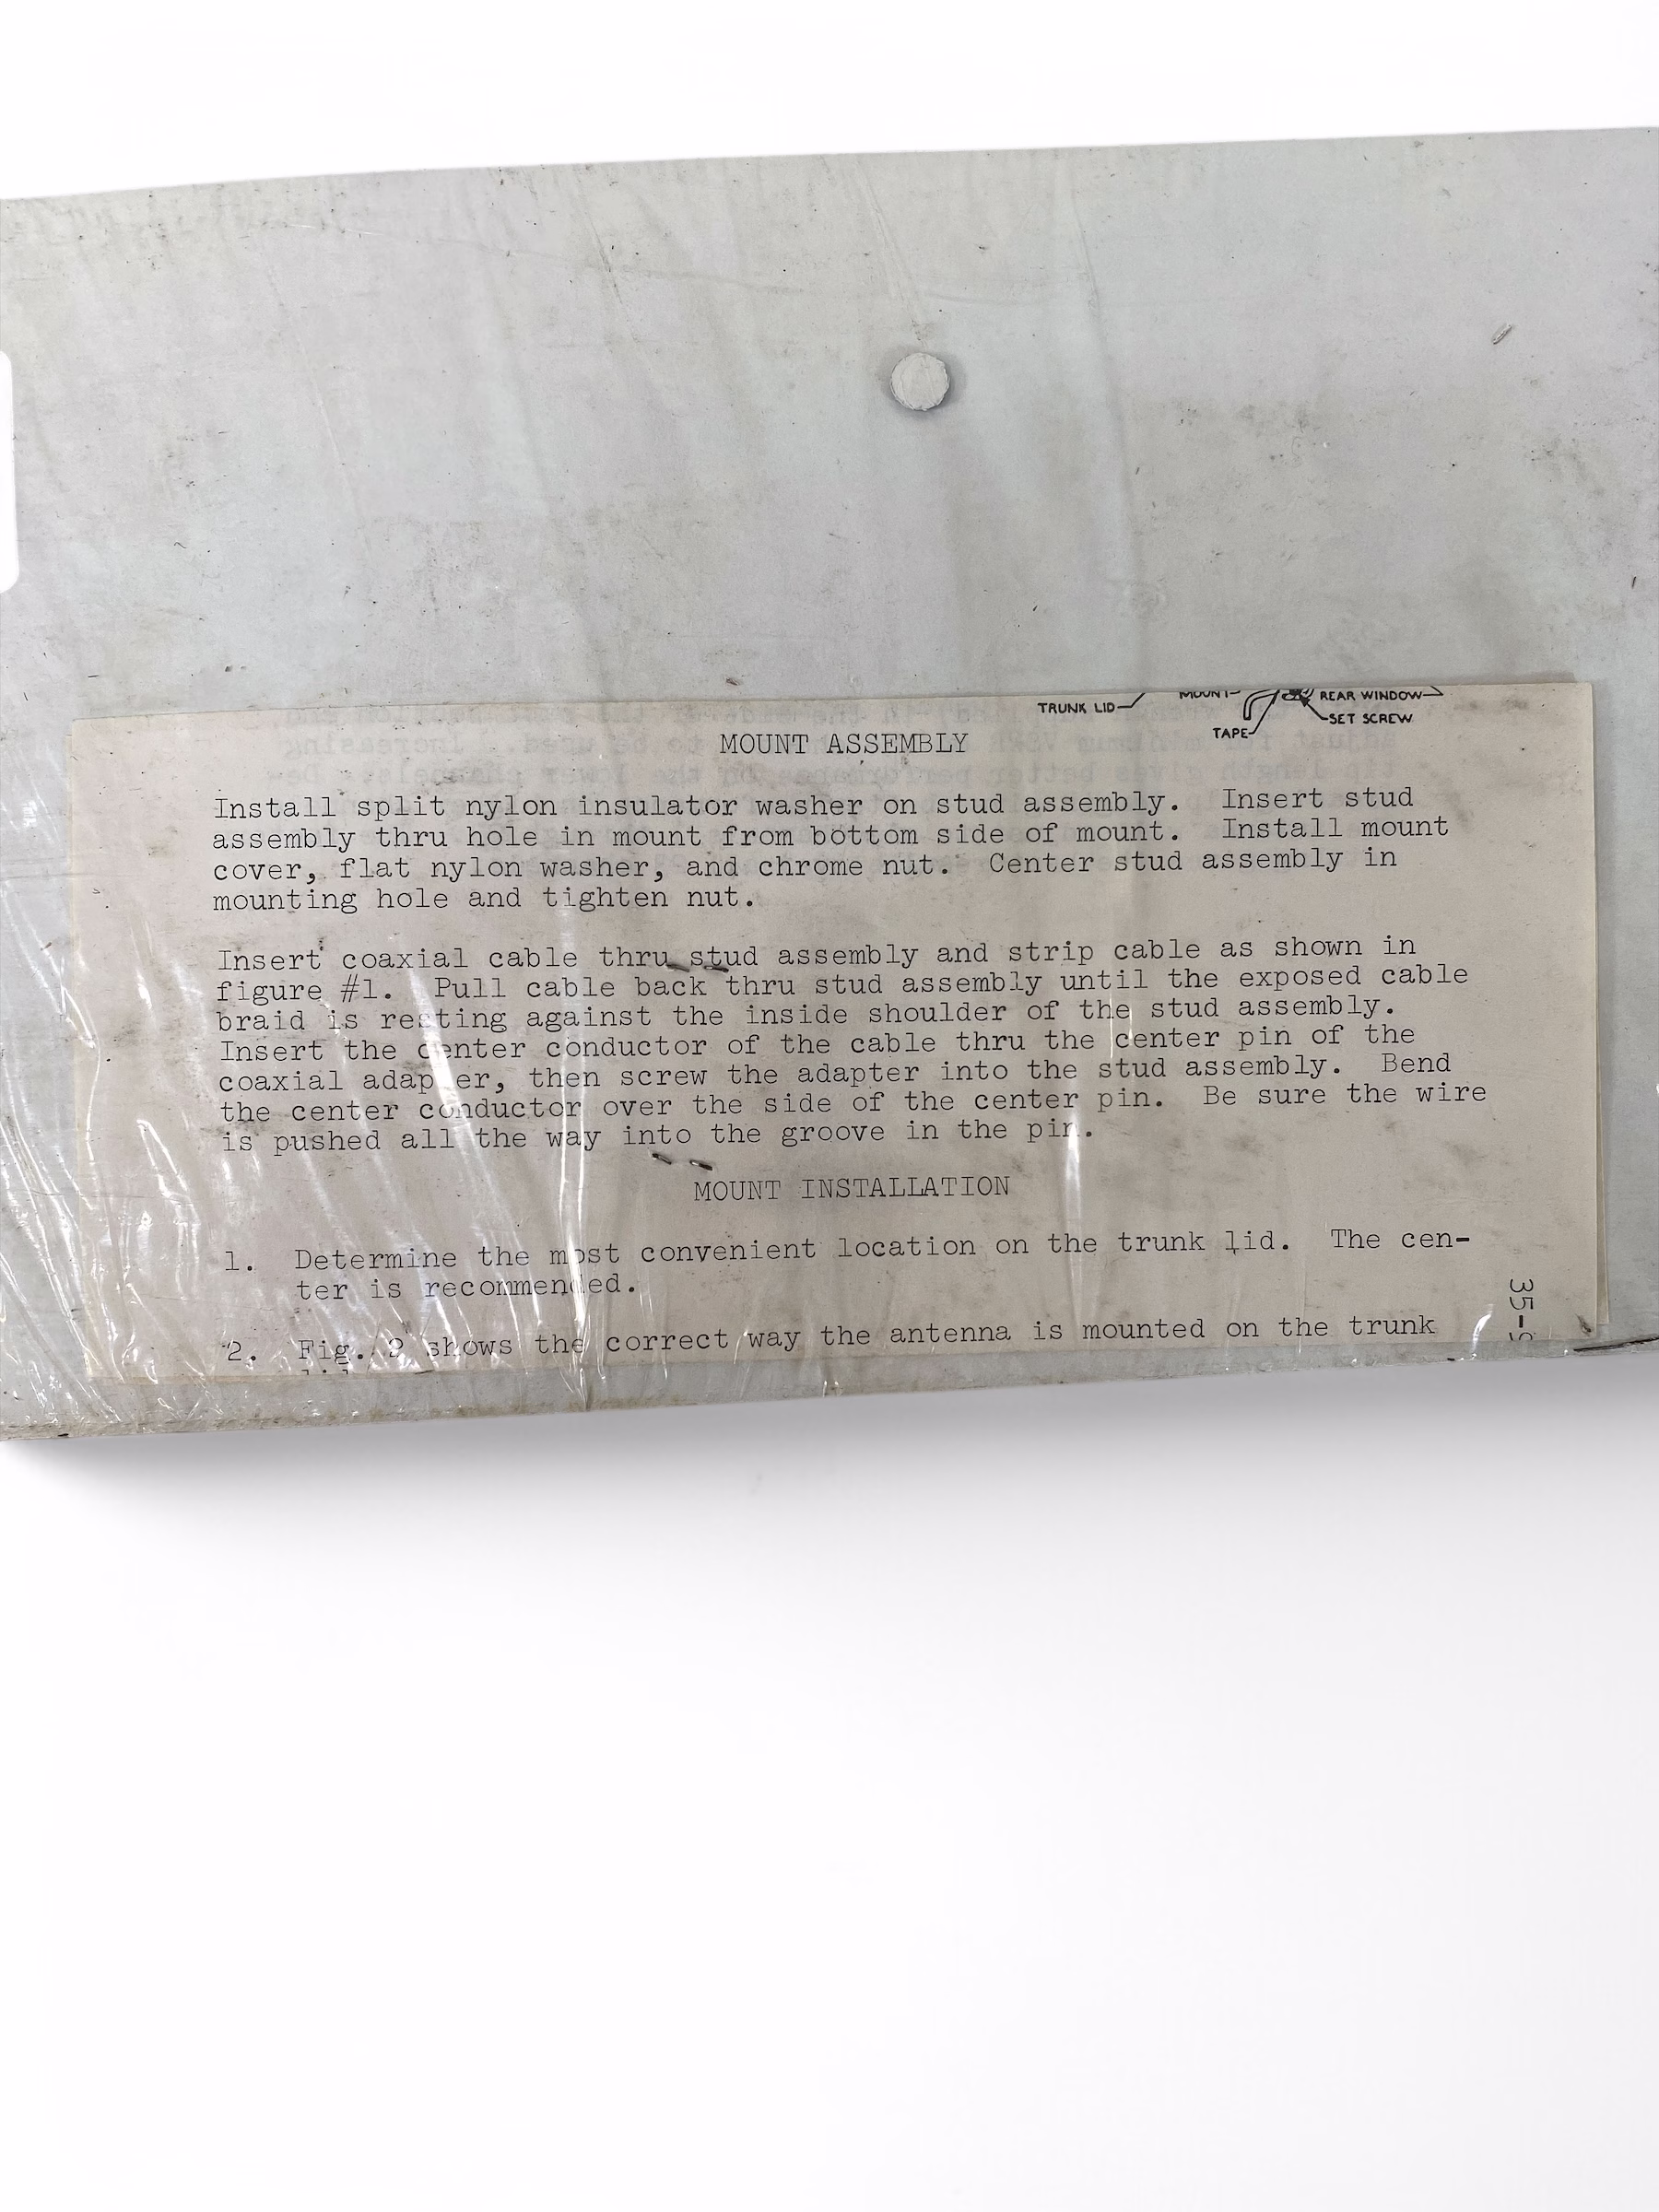 MOUNT
REAR WINDOW
TRUNK LID
SET SCREW
TAPE
MOUNT ASSEMBLY
Install split nylon insulator washer on stud assembly. Insert stud
assembly thru hole in mount from bottom side of mount. Install mount
cover, flat nylon washer, and chrome nut. Center stud assembly in
mounting hole and tighten nut.
Insert coaxial cable thru stud assembly and strip cable as shown in
figure #1. Pull cable back thru stud assembly until the exposed cable
braid is resting against the inside shoulder of the stud assembly.
Insert the center conductor of the cable thru the center pin of the
coaxial adapter, then screw the adapter into the stud assembly. Bend
the center conductor over the side of the center pin. Be sure the wire
is pushed all the way into the groove in the pin.
MOUNT INSTALLATION
1. Determine the most convenient location on the trunk lid. The cen-
ter is recommended.
2. Fig. 2 shows the correct way the antenna is mounted on the trunk